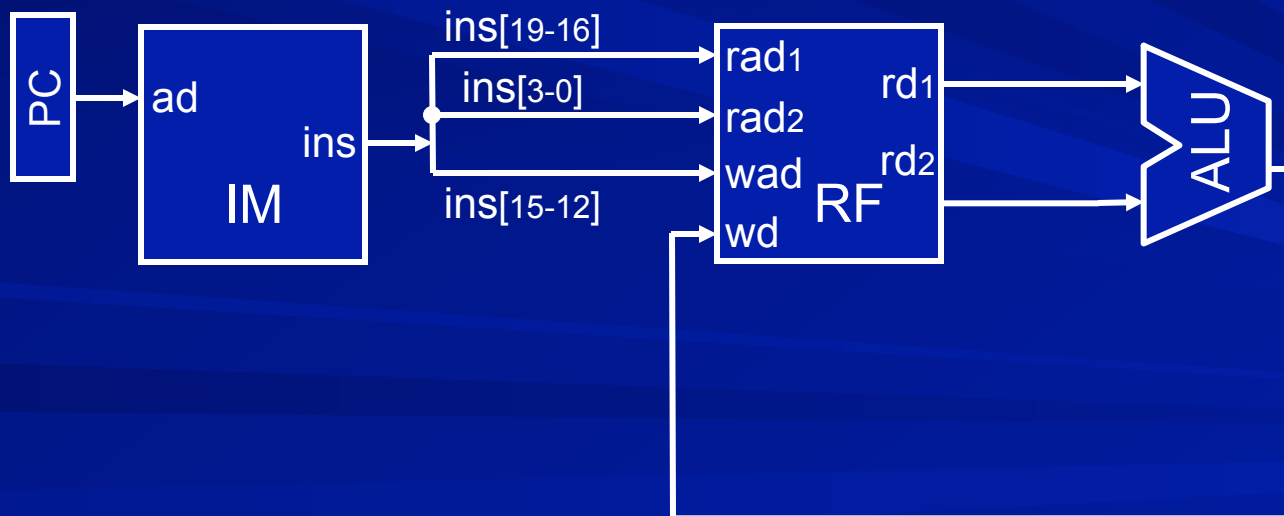 PC
ad
ins
IM
ins[19-16]
ins[3-0]
ins[15-12]
rad1
rad2
wad
wd
rd1
rd2
RF
ALU